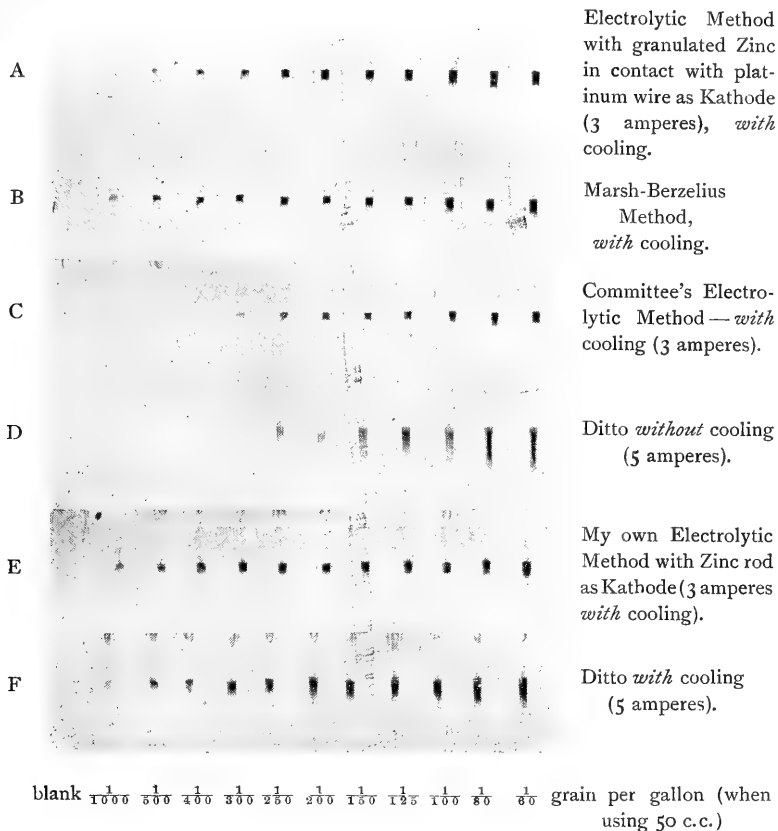 A
Electrolytic Method
with granulated Zinc
in contact with plat-
inum wire as Kathode
(3 amperes), with
cooling.
B
Marsh-Berzelius
Method,
with cooling.
C
Committee's Electro-
lytic Method — with
cooling (3 amperes).
D
Ditto without cooling
(5 amperes).
E
My own Electrolytic
Method with Zinc rod
as Kathode (3 amperes
with cooling).
F
Ditto with cooling
(5 amperes).
blank 1/1000 1/500 1/400 1/300 1/250 1/200 1/150 1/125 1/100 1/80 1/60 grain per gallon (when
using 50 c.c.)